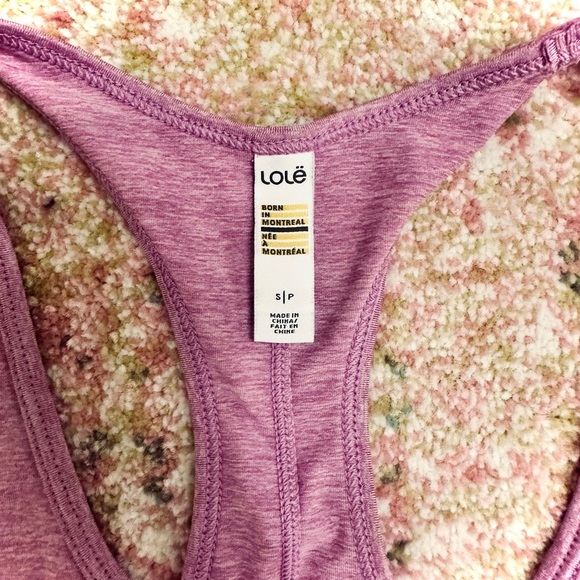 Lolë
BORN
IN
MONTREAL
NÉE
À
MONTRÉAL
S|P
MADE IN
CHINA/
FAIT EN
CHINE